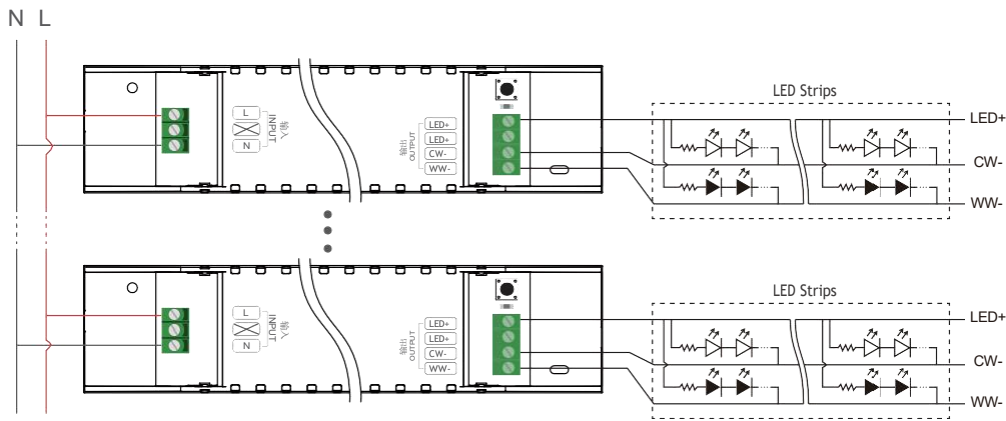 N L
LED Strips
LED+
L
输入
INPUT
N
输出
OUTPUT
LED+
LED+
CW-
WW-
CW-
WW-
LED Strips
LED+
L
输入
INPUT
N
输出
OUTPUT
LED+
LED+
CW-
WW-
CW-
WW-